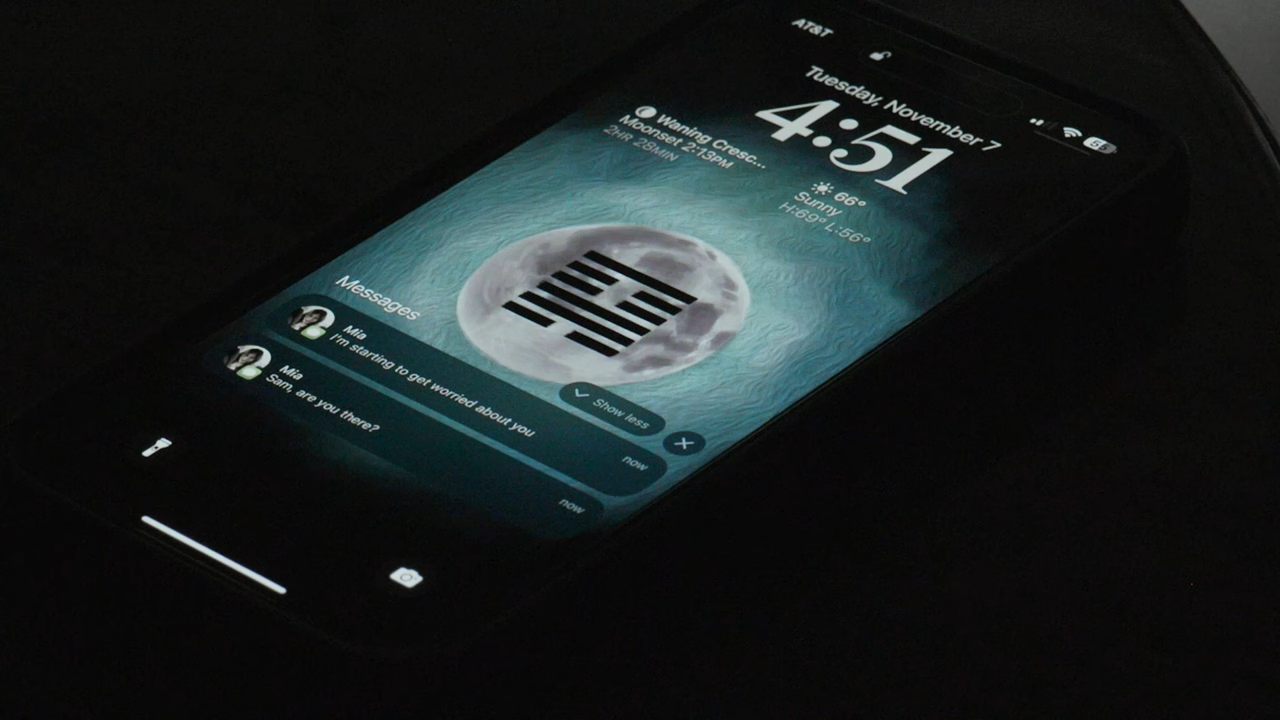 AT&T
55
Tuesday, November 7
4:51
Waning Cresc...
Moonset 2:13PM
2HR 28MIN
66°
Sunny
H:69° L:56°
Messages
Show less
Mia
I'm starting to get worried about you
now
Mia
Sam, are you there?
now